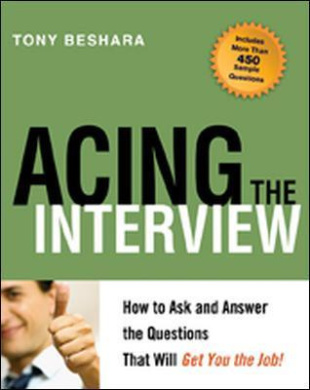 TONY BESHARA
Includes
More Than
450
Sample
Questions
ACING
THE
INTERVIEW
How to Ask and Answer
the Questions
That Will Get You the Job!